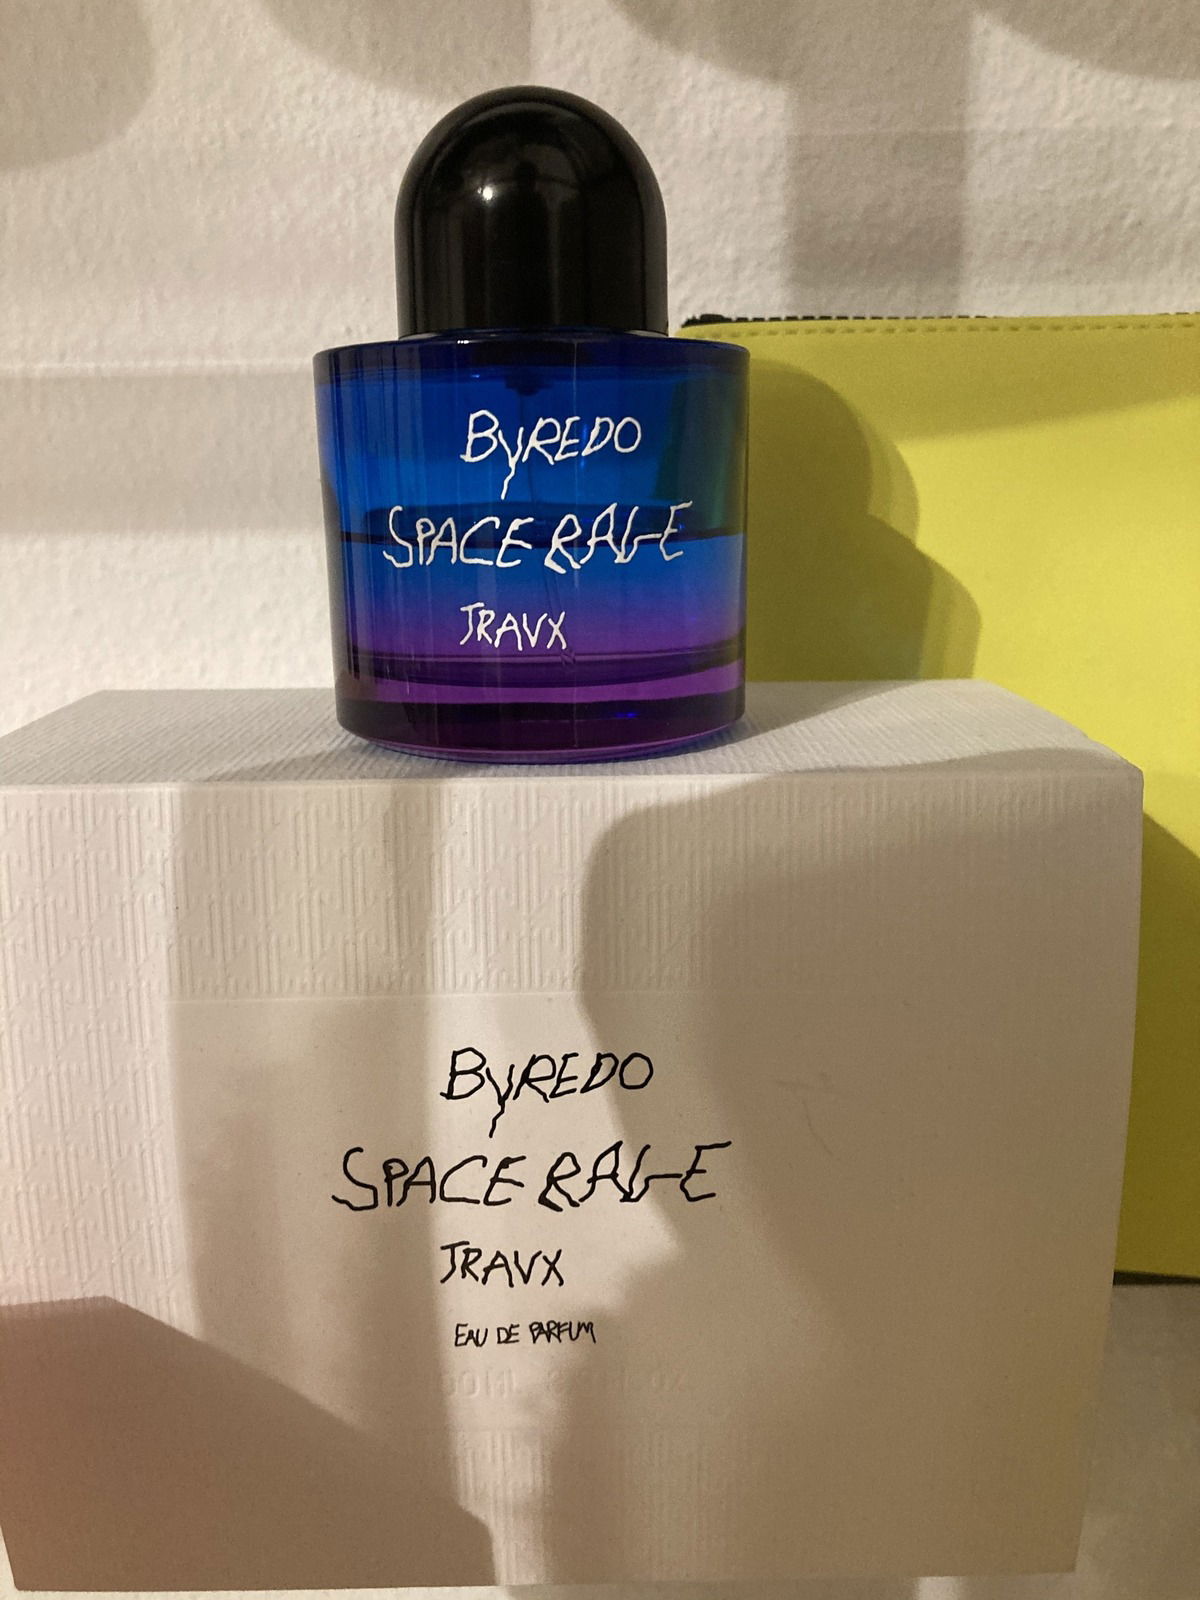 BYREDO
SPACE RAGE
TRAVX
BYREDO
SPACE RAGE
TRAVX
EAU DE PARFUM